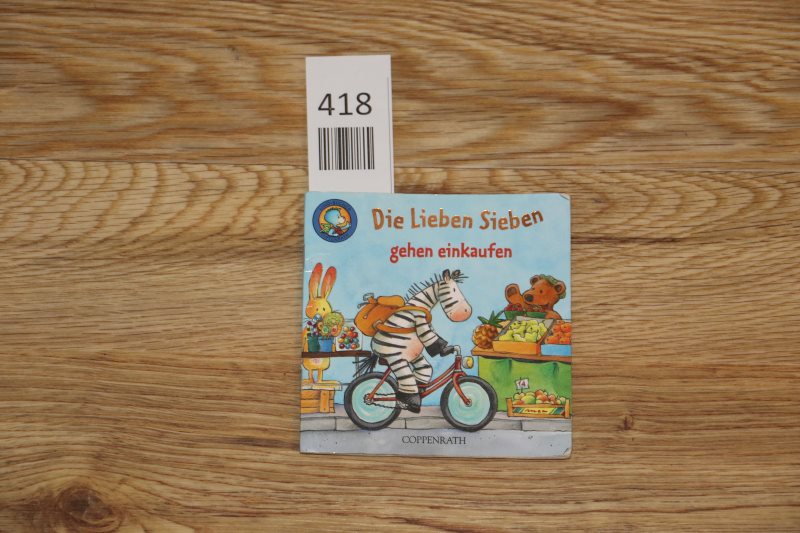 418
Die Lieben Sieben
gehen einkaufen
COPPENRATH